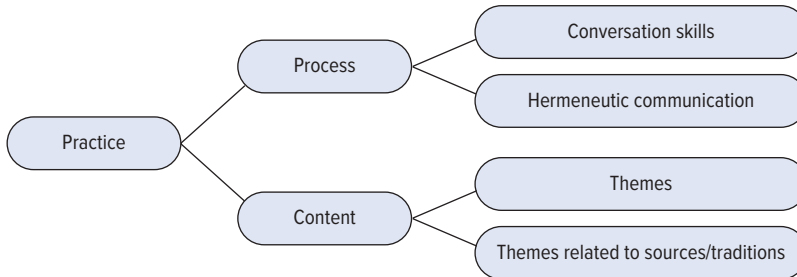 Practice
Process
Conversation skills
Hermeneutic communication
Content
Themes
Themes related to sources/traditions